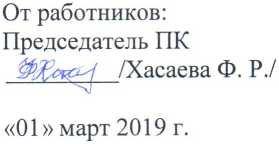 От работников:
Председатель ПК
/Хасаева Ф. Р./
«01» март 2019 г.